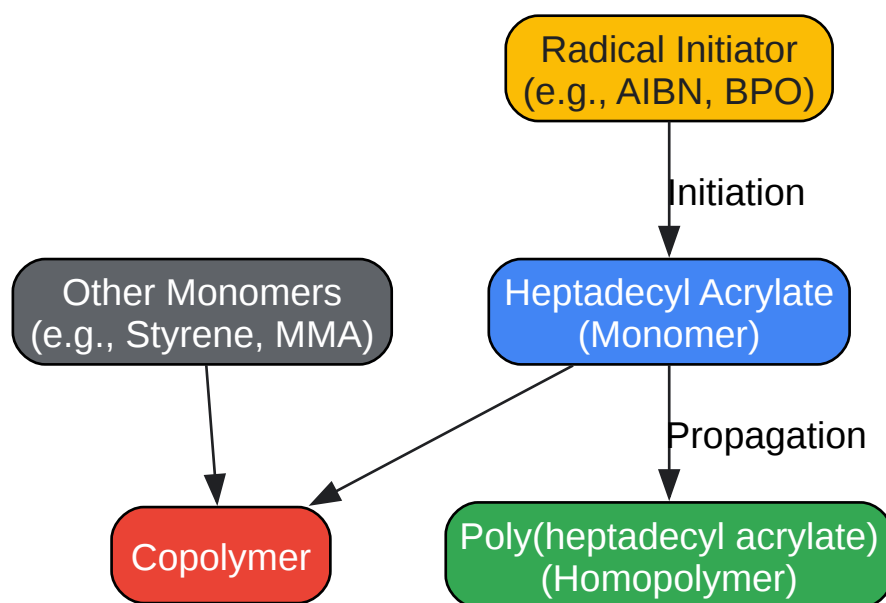 Radical Initiator
(e.g., AIBN, BPO)
Initiation
Other Monomers
(e.g., Styrene, MMA)
Heptadecyl Acrylate
(Monomer)
Propagation
Copolymer
Poly(heptadecyl acrylate)
(Homopolymer)